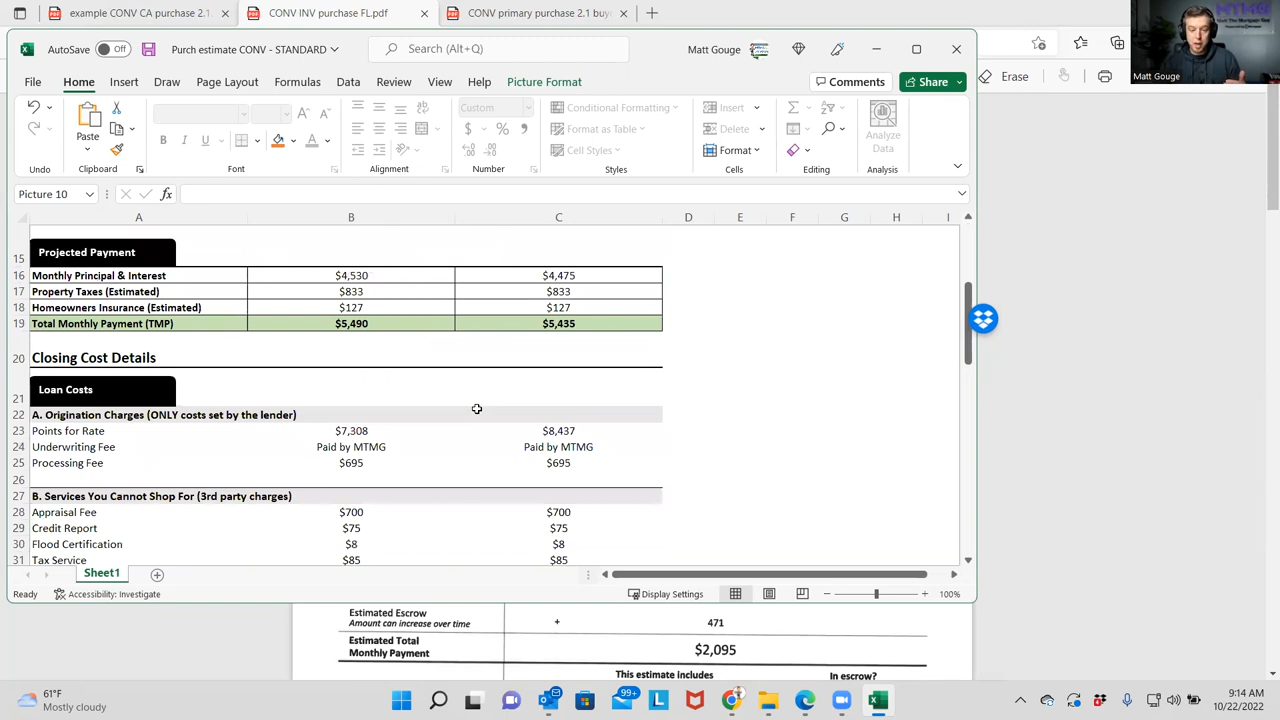 example CONV CA purchase 2.1
CONV INV purchase FL.pdf
CONV primary purchase 2.1 buy
AutoSave Off
Purch estimate CONV - STANDARD
Search (Alt+Q)
Matt Gouge
Erase
Matt Gouge
File Home Insert Draw Page Layout Formulas Data Review View Help Picture Format
Comments Share
Paste
Custom
Conditional Formatting
Format as Table
Cell Styles
Insert
Delete
Format
Analyze
Data
Undo Clipboard Font Alignment Number Styles Cells Editing Analysis
Picture 10 fx
A B C D E F G H I
15 Projected Payment
16 Monthly Principal & Interest $4,530 $4,475
17 Property Taxes (Estimated) $833 $833
18 Homeowners Insurance (Estimated) $127 $127
19 Total Monthly Payment (TMP) $5,490 $5,435
20 Closing Cost Details
21 Loan Costs
22 A. Origination Charges (ONLY costs set by the lender)
23 Points for Rate $7,308 $8,437
24 Underwriting Fee Paid by MTMG Paid by MTMG
25 Processing Fee $695 $695
26
27 B. Services You Cannot Shop For (3rd party charges)
28 Appraisal Fee $700 $700
29 Credit Report $75 $75
30 Flood Certification $8 $8
31 Tax Service $85 $85
Sheet1
Ready Accessibility: Investigate Display Settings 100%
Estimated Escrow
Amount can increase over time + 471
Estimated Total
Monthly Payment $2,095
This estimate includes In escrow?
61°F
Mostly cloudy
99+
9:14 AM
10/22/2022